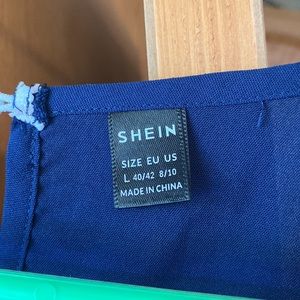 SHEIN
SIZE EU US
L 40/42 8/10
MADE IN CHINA